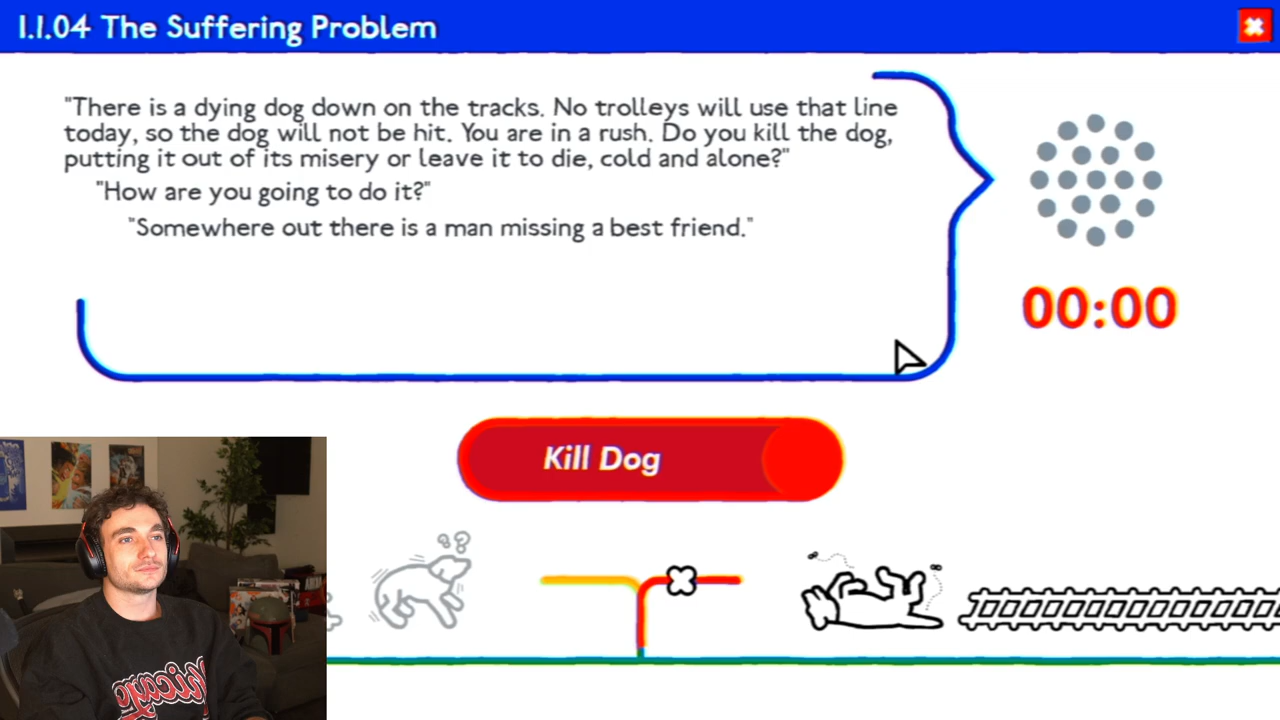 1.1.04 The Suffering Problem
"There is a dying dog down on the tracks. No trolleys will use that line
today, so the dog will not be hit. You are in a rush. Do you kill the dog,
putting it out of its misery or leave it to die, cold and alone?"
"How are you going to do it?"
"Somewhere out there is a man missing a best friend."
00:00
Kill Dog
??
Chicago